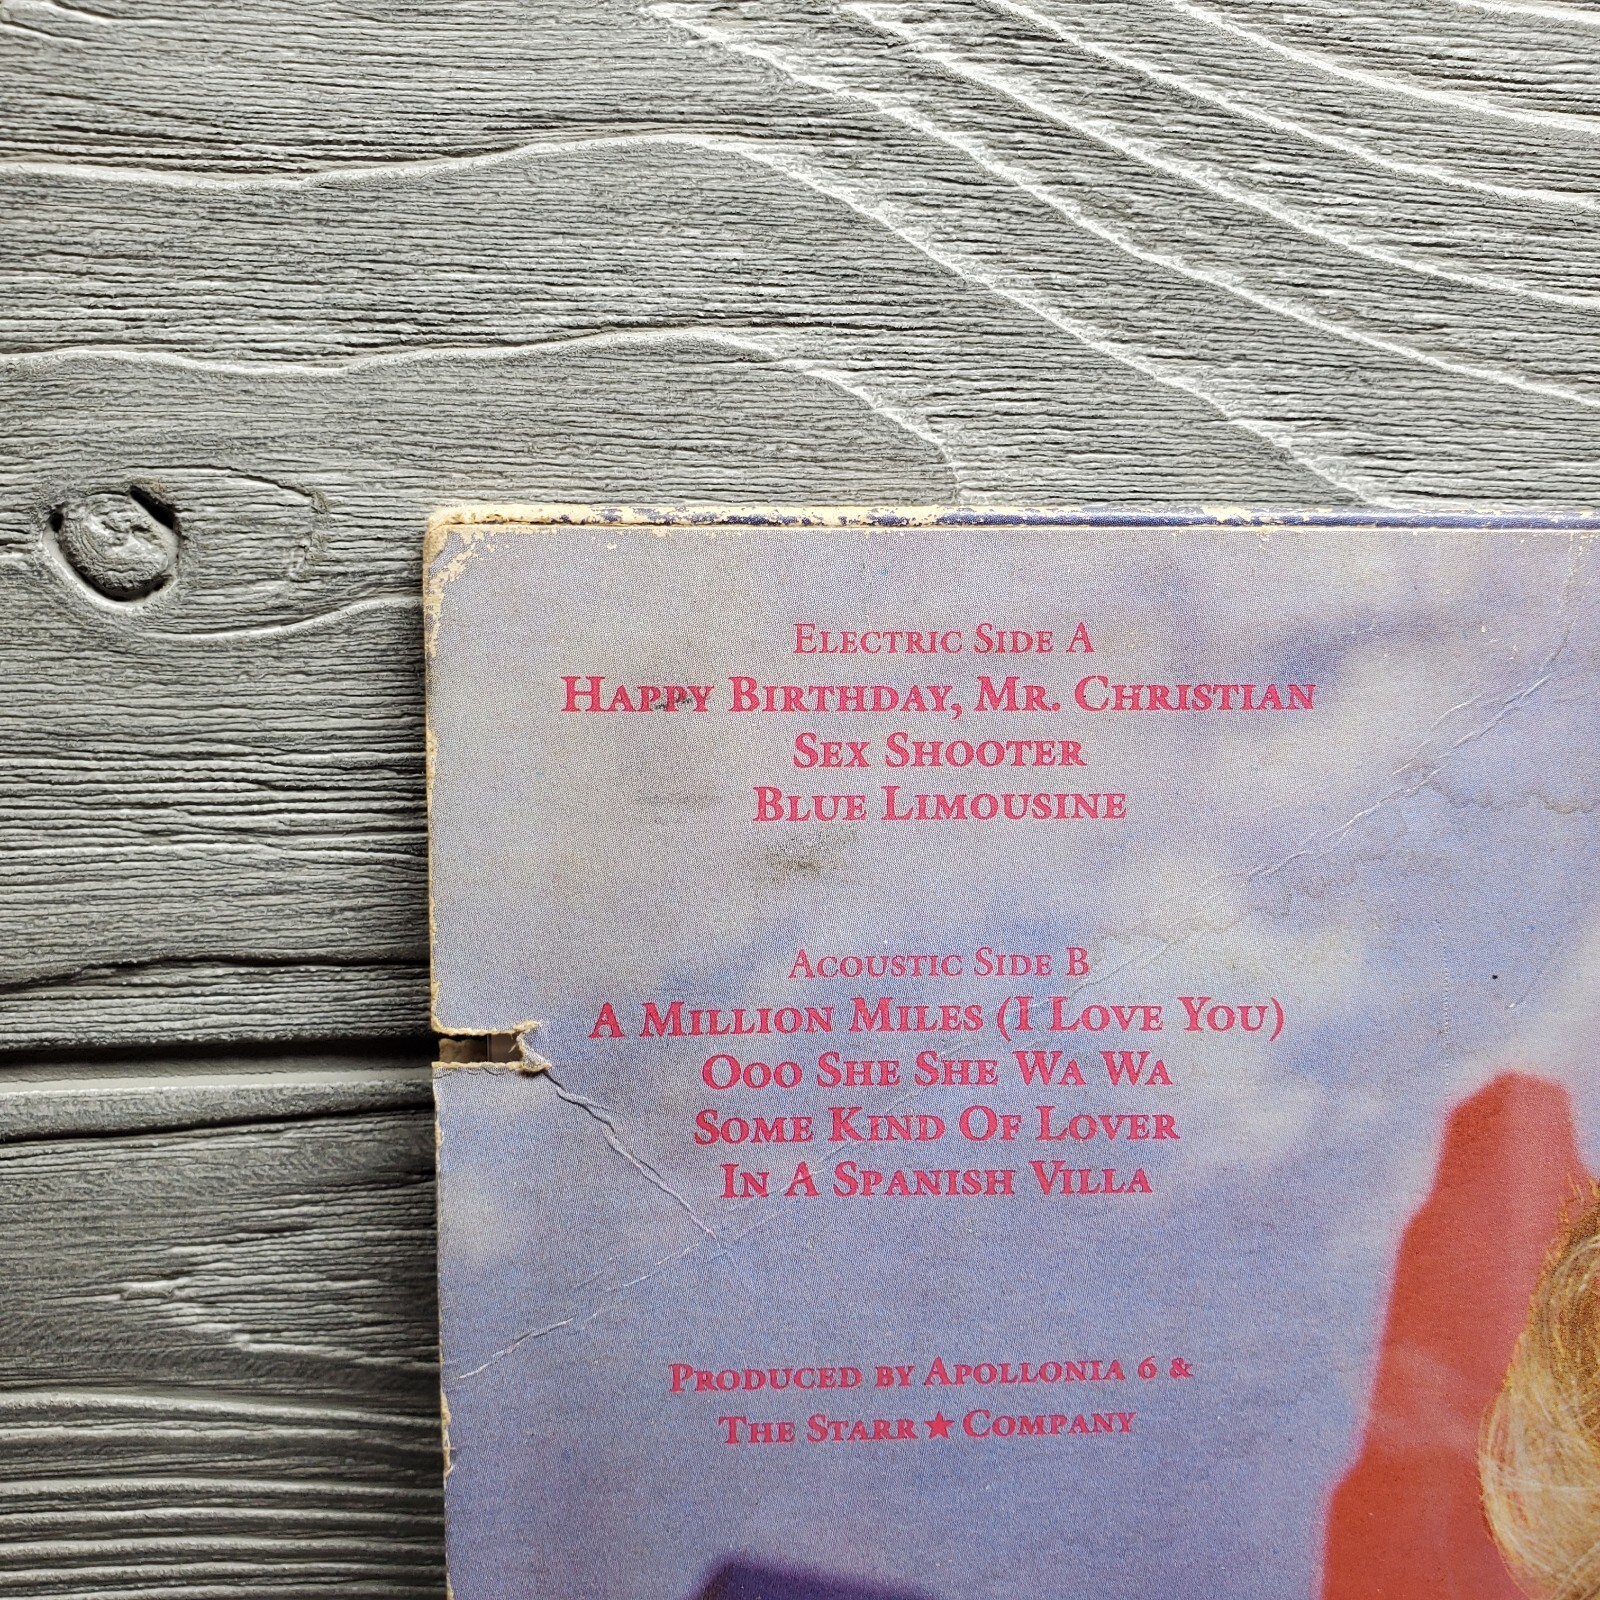 ELECTRIC SIDE A
HAPPY BIRTHDAY, MR. CHRISTIAN
SEX SHOOTER
BLUE LIMOUSINE
ACOUSTIC SIDE B
A MILLION MILES (I LOVE YOU)
OOO SHE SHE WA WA
SOME KIND OF LOVER
IN A SPANISH VILLA
PRODUCED BY APOLLONIA 6 &
THE STARR★COMPANY